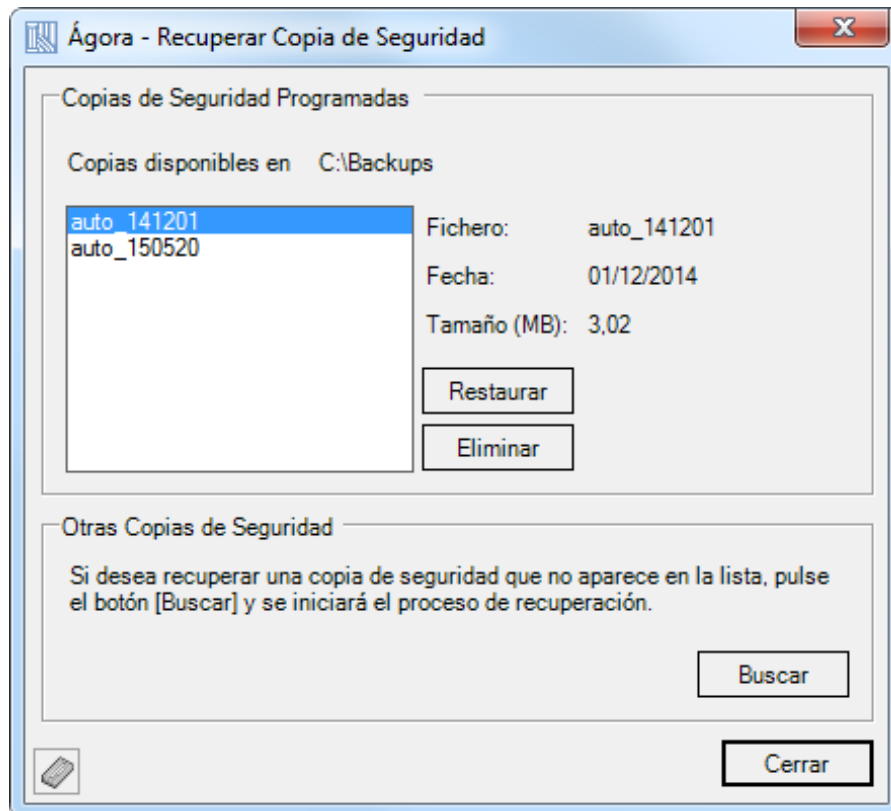 Ágora - Recuperar Copia de Seguridad
Copias de Seguridad Programadas
Copias disponibles en C:\Backups
auto_141201
auto_150520
Fichero: auto_141201
Fecha: 01/12/2014
Tamaño (MB): 3,02
Restaurar
Eliminar
Otras Copias de Seguridad
Si desea recuperar una copia de seguridad que no aparece en la lista, pulse
el botón [Buscar] y se iniciará el proceso de recuperación.
Buscar
Cerrar